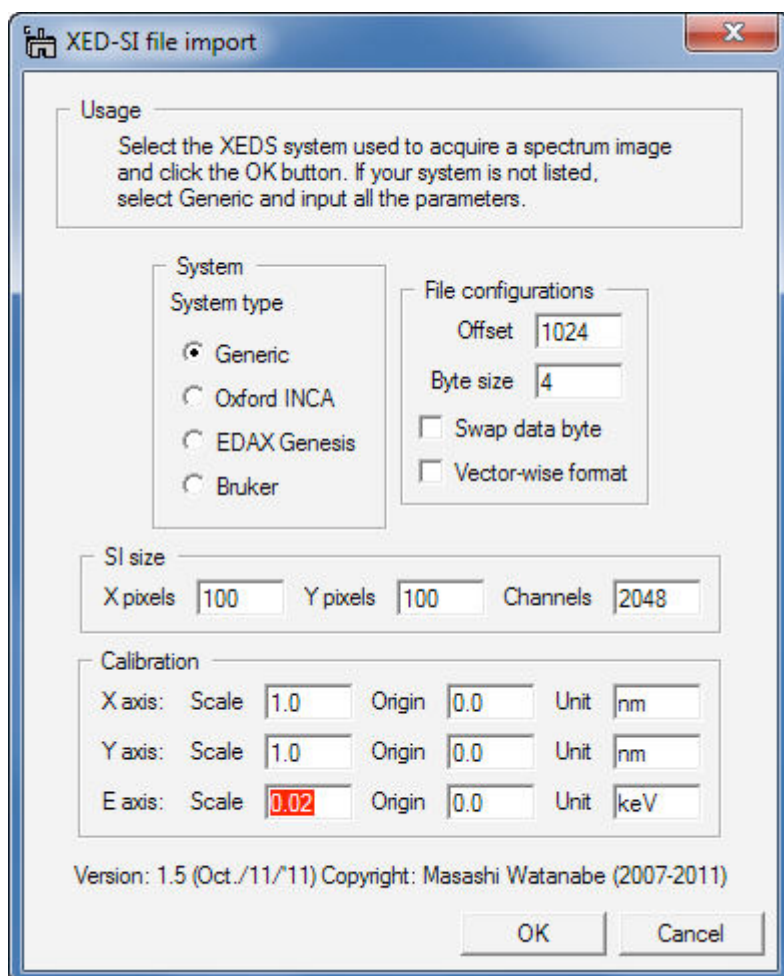 XED-SI file import
Usage
Select the XEDS system used to acquire a spectrum image
and click the OK button. If your system is not listed,
select Generic and input all the parameters.
System
System type
Generic
Oxford INCA
EDAX Genesis
Bruker
File configurations
Offset 1024
Byte size 4
Swap data byte
Vector-wise format
SI size
X pixels 100 Y pixels 100 Channels 2048
Calibration
X axis: Scale 1.0 Origin 0.0 Unit nm
Y axis: Scale 1.0 Origin 0.0 Unit nm
E axis: Scale 0.02 Origin 0.0 Unit keV
Version: 1.5 (Oct./11/'11) Copyright: Masashi Watanabe (2007-2011)
OK Cancel